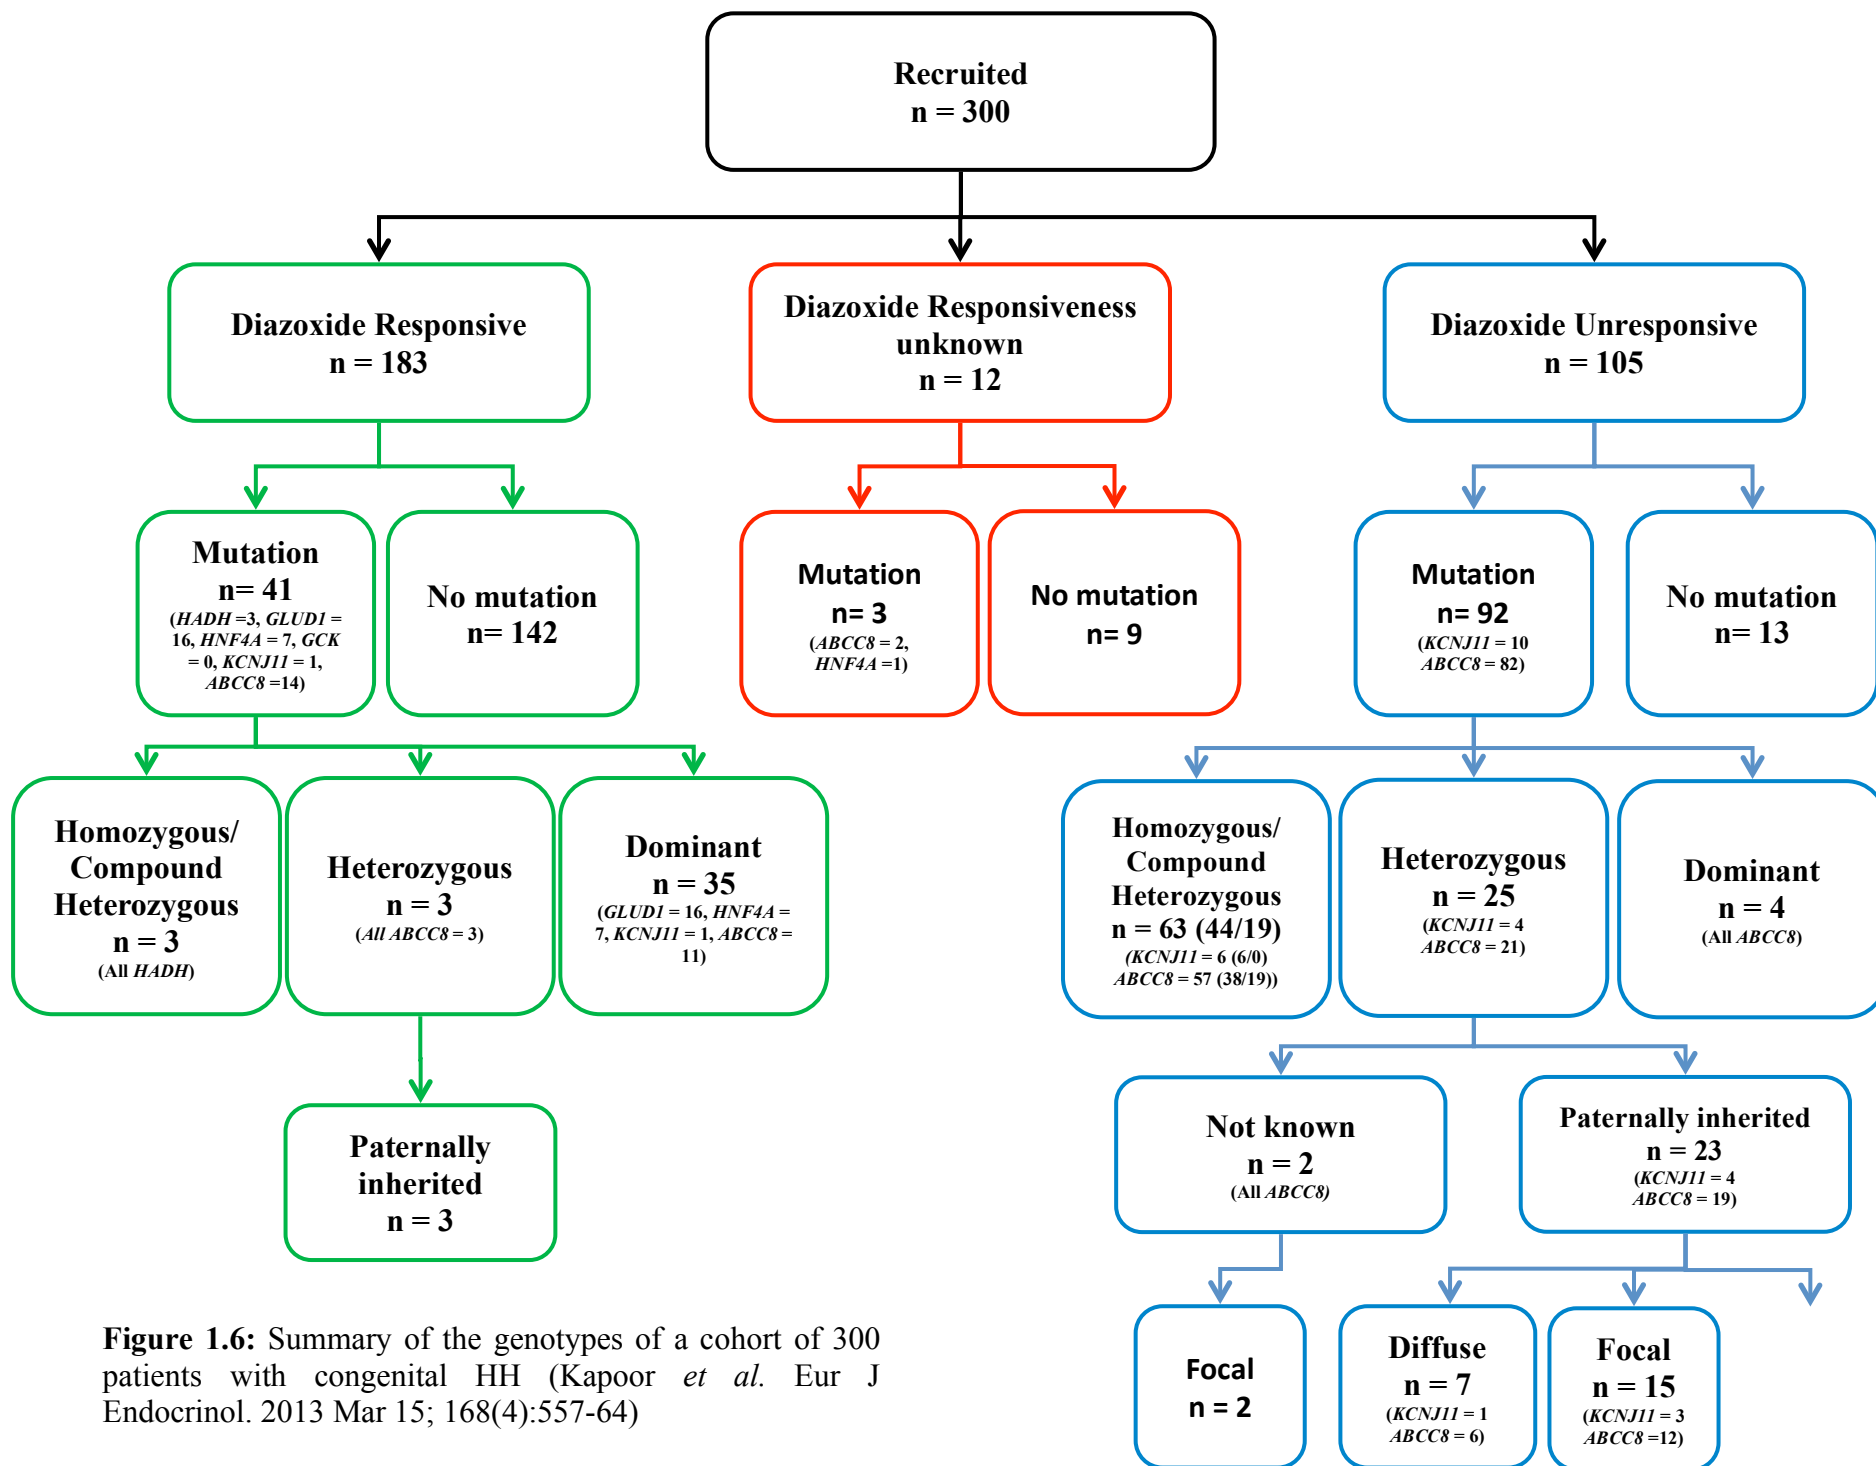 Recruited
n = 300
Diazoxide Responsive
n = 183
Diazoxide Responsiveness
unknown
n = 12
Diazoxide Unresponsive
n = 105
Mutation
n= 41
(HADH =3, GLUD1 =
16, HNF4A = 7, GCK
= 0, KCNJ11 = 1,
ABCC8 =14)
No mutation
n= 142
Mutation
n= 3
(ABCC8 = 2,
HNF4A =1)
No mutation
n= 9
Mutation
n= 92
(KCNJ11 = 10
ABCC8 = 82)
No mutation
n= 13
Homozygous/
Compound
Heterozygous
n = 3
(All HADH)
Heterozygous
n = 3
(All ABCC8 = 3)
Dominant
n = 35
(GLUD1 = 16, HNF4A =
7, KCNJ11 = 1, ABCC8 =
11)
Homozygous/
Compound
Heterozygous
n = 63 (44/19)
(KCNJ11 = 6 (6/0)
ABCC8 = 57 (38/19))
Heterozygous
n = 25
(KCNJ11 = 4
ABCC8 = 21)
Dominant
n = 4
(All ABCC8)
Paternally
inherited
n = 3
Not known
n = 2
(All ABCC8)
Paternally inherited
n = 23
(KCNJ11 = 4
ABCC8 = 19)
Focal
n = 2
Diffuse
n = 7
(KCNJ11 = 1
ABCC8 = 6)
Focal
n = 15
(KCNJ11 = 3
ABCC8 =12)
Figure 1.6: Summary of the genotypes of a cohort of 300
patients with congenital HH (Kapoor et al. Eur J
Endocrinol. 2013 Mar 15; 168(4):557-64)